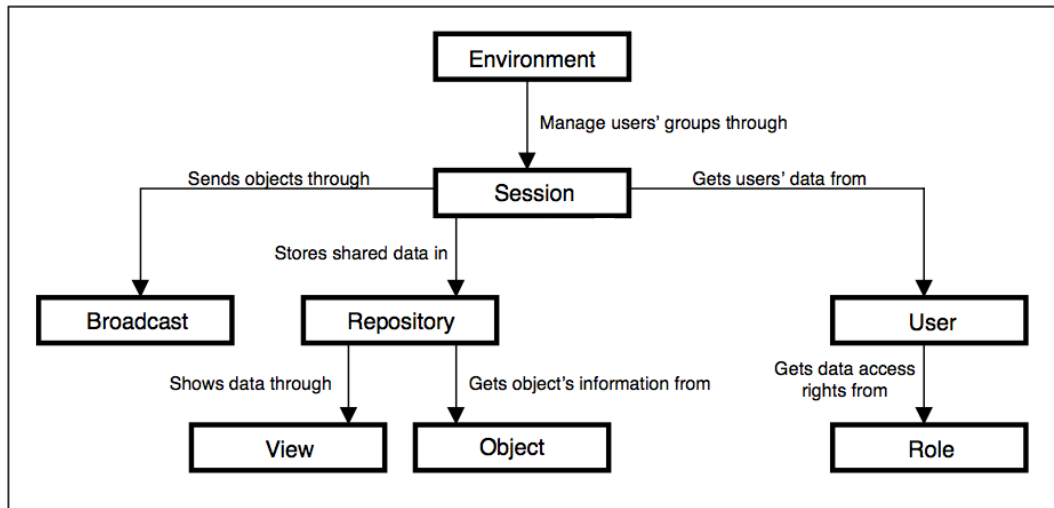 Environment
Manage users’ groups through
Sends objects through
Session
Gets users’ data from
Stores shared data in
Broadcast
Repository
User
Shows data through
Gets object’s information from
Gets data access
rights from
View
Object
Role